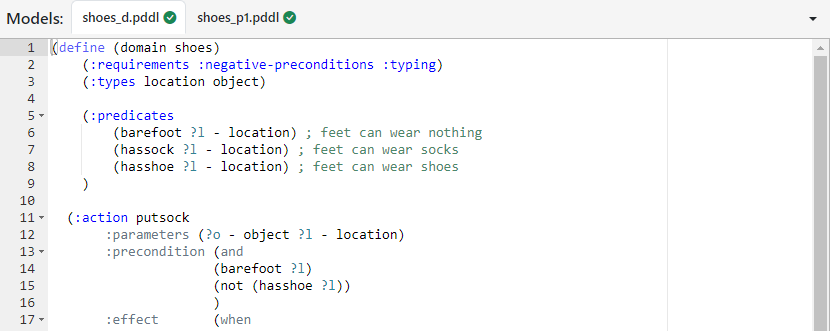 Models: shoes_d.pddl shoes_p1.pddl
1 (define (domain shoes)
2 (:requirements :negative-preconditions :typing)
3 (:types location object)
4
5 (:predicates
6 (barefoot ?l - location) ; feet can wear nothing
7 (hassock ?l - location) ; feet can wear socks
8 (hasshoe ?l - location) ; feet can wear shoes
9 )
10
11 (:action putsock
12 :parameters (?o - object ?l - location)
13 :precondition (and
14 (barefoot ?l)
15 (not (hasshoe ?l))
16 )
17 :effect (when